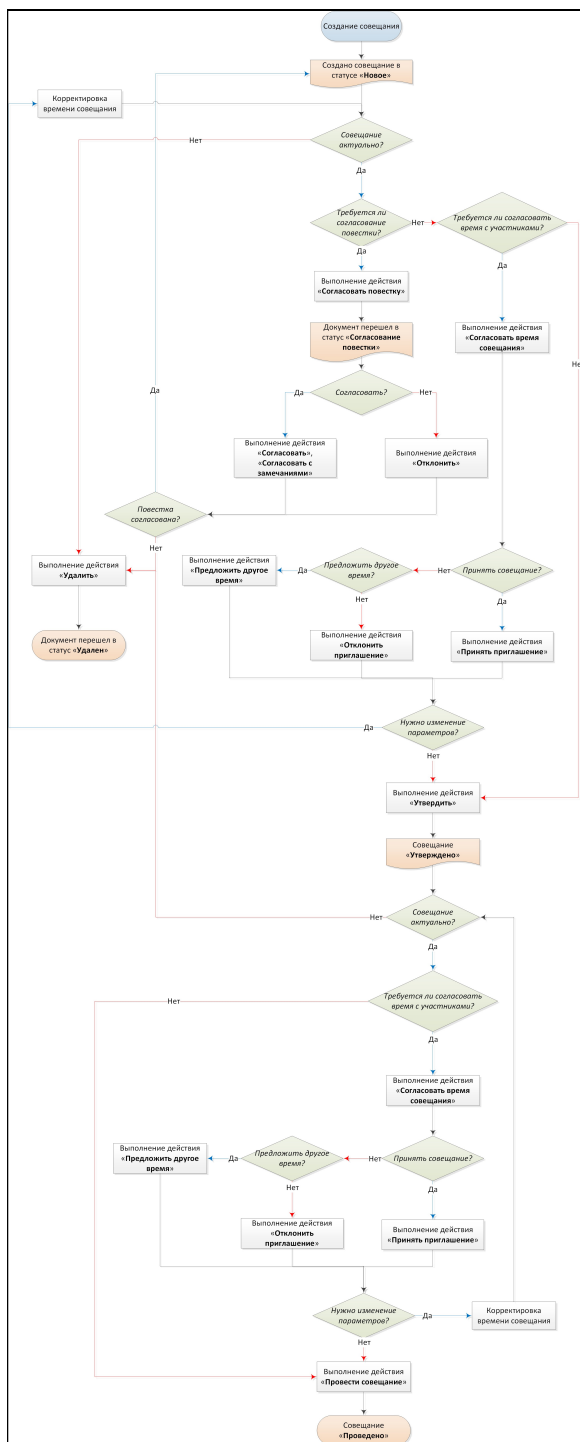 Создание совещания
Создано совещание в
статусе «Новое»
Корректировка
времени совещания
Совещание
актуально?
Нет
Да
Требуется ли
согласование
повестки?
Нет
Требуется ли согласовать
время с участниками?
Да
Да
Выполнение действия
«Согласовать повестку»
Документ перешел в
статус «Согласование
повестки»
Выполнение действия
«Согласовать время
совещания»
Не
Согласовать?
Да
Нет
Да
Выполнение действия
«Согласовать»,
«Согласовать с
замечаниями»
Выполнение действия
«Отклонить»
Повестка
согласована?
Нет
Выполнение действия
«Удалить»
Выполнение действия
«Предложить другое
время»
Да
Предложить другое
время?
Нет
Принять совещание?
Нет
Да
Документ перешел в
статус «Удален»
Выполнение действия
«Отклонить
приглашение»
Выполнение действия
«Принять приглашение»
Да
Нужно изменение
параметров?
Нет
Выполнение действия
«Утвердить»
Совещание
«Утверждено»
Нет
Совещание
актуально?
Да
Нет
Требуется ли согласовать
время с участниками?
Да
Выполнение действия
«Согласовать время
совещания»
Выполнение действия
«Предложить другое
время»
Да
Предложить другое
время?
Нет
Принять совещание?
Нет
Да
Выполнение действия
«Отклонить
приглашение»
Выполнение действия
«Принять приглашение»
Нужно изменение
параметров?
Да
Корректировка
времени совещания
Нет
Выполнение действия
«Провести совещание»
Совещание
«Проведено»